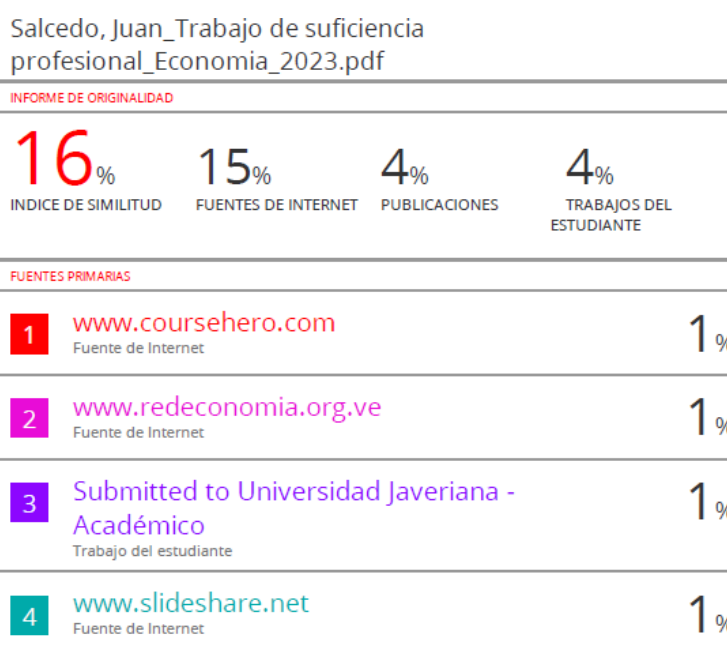 Salcedo, Juan_Trabajo de suficiencia
profesional_Economia_2023.pdf
INFORME DE ORIGINALIDAD
16% 15% 4% 4%
INDICE DE SIMILITUD FUENTES DE INTERNET PUBLICACIONES TRABAJOS DEL
ESTUDIANTE
FUENTES PRIMARIAS
1 www.coursehero.com 1%
Fuente de Internet
2 www.redeconomia.org.ve 1%
Fuente de Internet
3 Submitted to Universidad Javeriana - 1%
Académico
Trabajo del estudiante
4 www.slideshare.net 1%
Fuente de Internet